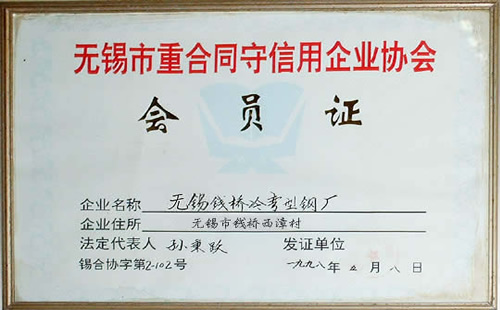 无锡市重合同守信用企业协会
会员证
企业名称 无锡钱桥冷弯型钢厂
企业住所 无锡市钱桥西漳村
法定代表人 孙秉跃 发证单位
锡合协字第2-102号 一九九八年五月八日